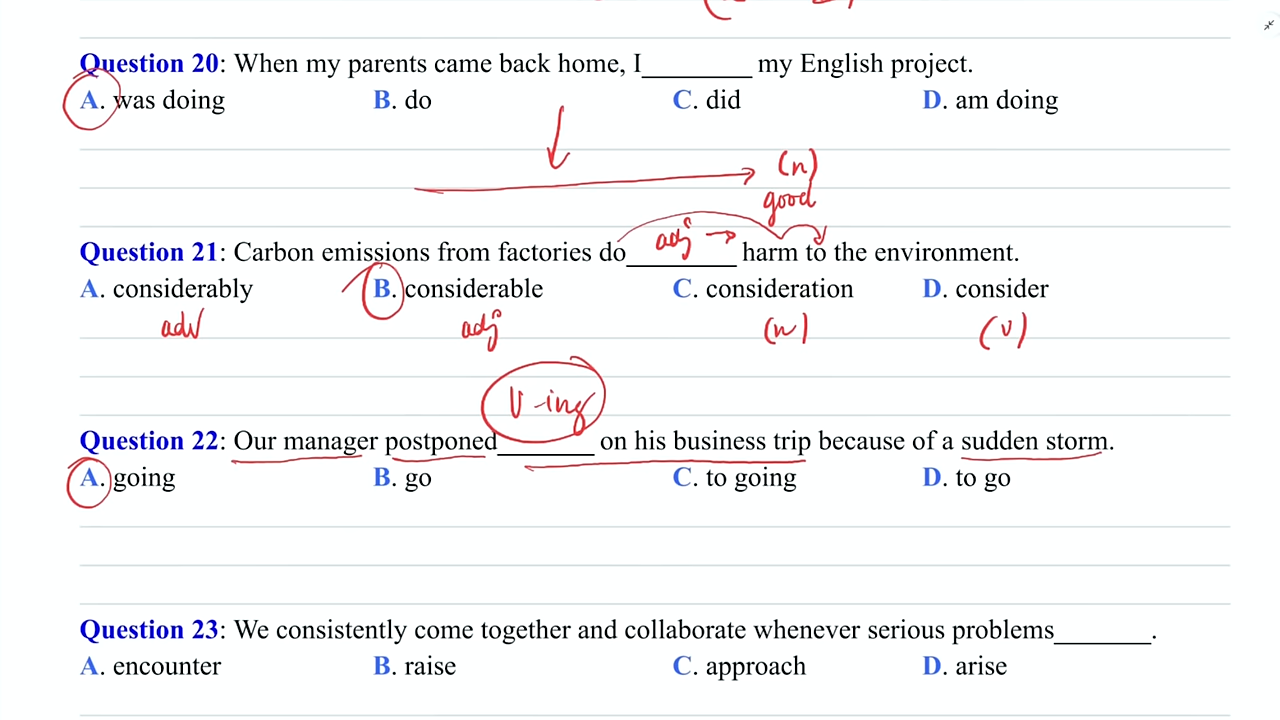 Question 20: When my parents came back home, I________ my English project.
A. was doing B. do C. did D. am doing
(n)
good
adj
Question 21: Carbon emissions from factories do________ harm to the environment.
A. considerably B. considerable C. consideration D. consider
adv adj (n) (v)
V-ing
Question 22: Our manager postponed_______ on his business trip because of a sudden storm.
A. going B. go C. to going D. to go
Question 23: We consistently come together and collaborate whenever serious problems_______.
A. encounter B. raise C. approach D. arise